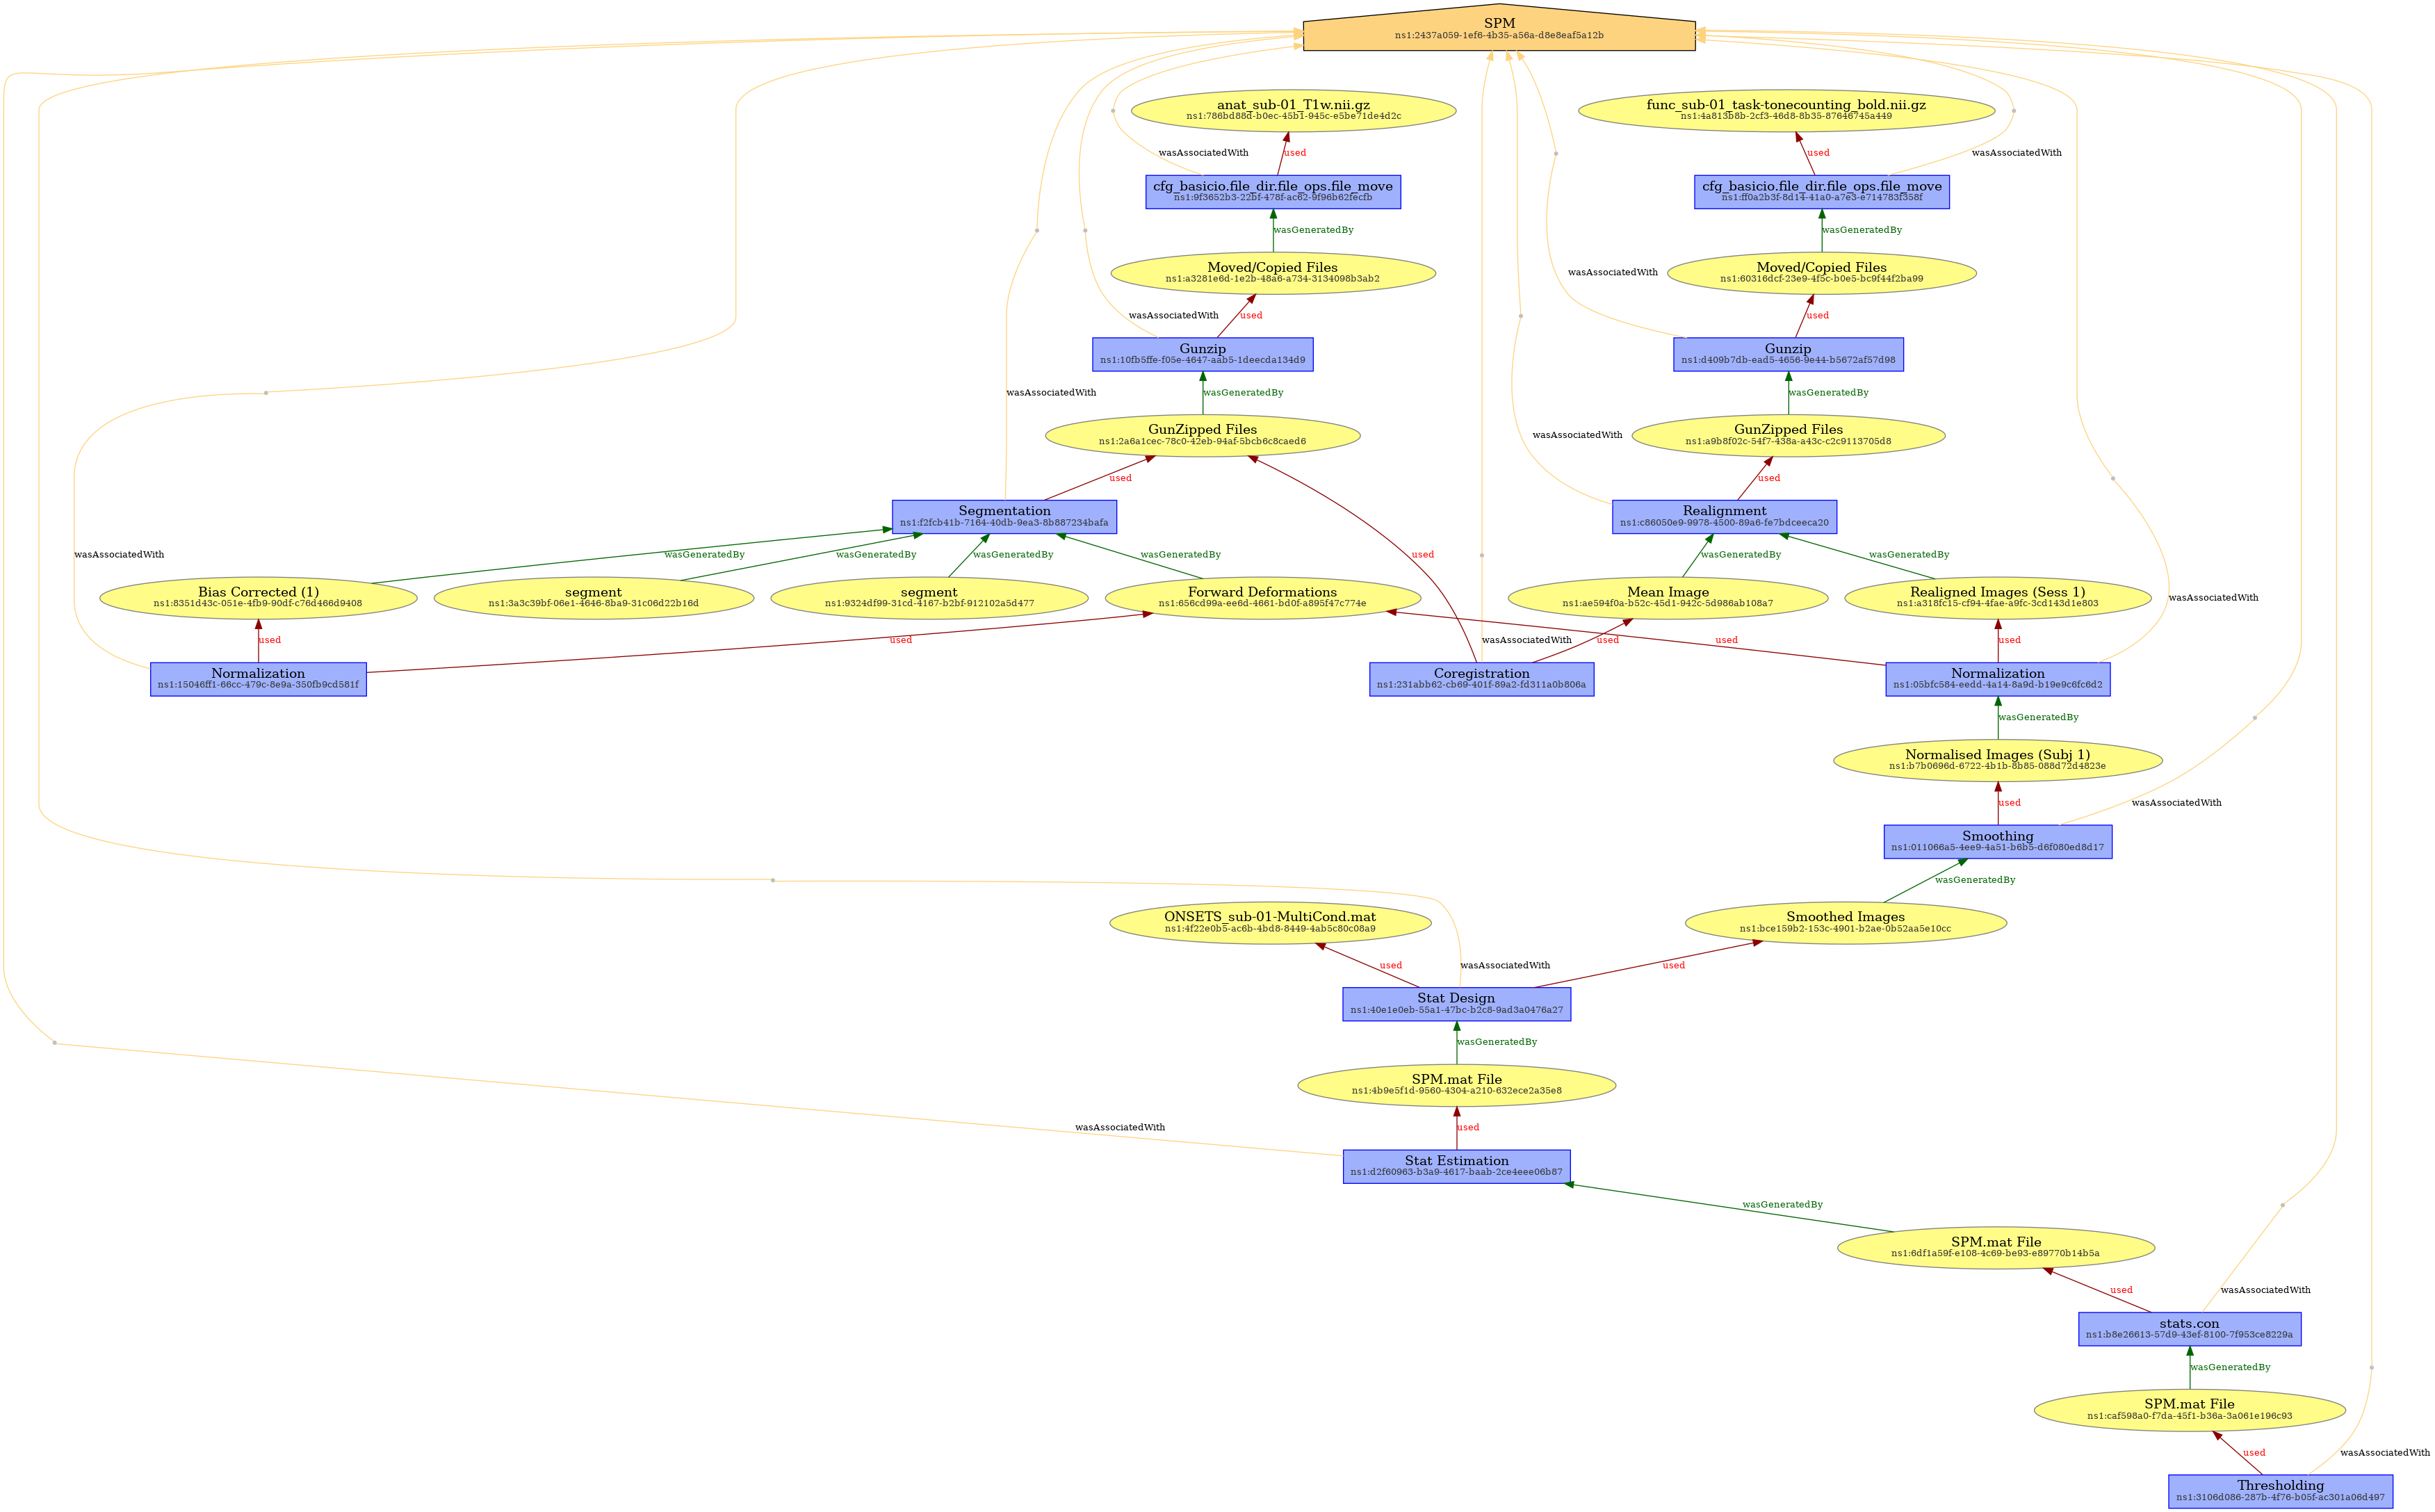 SPM
ns1:2437a059-1ef6-4b35-a56a-d8e8eaf5a12b
anat_sub-01_T1w.nii.gz
ns1:786bd88d-b0ec-45b1-945c-e5be71de4d2c
func_sub-01_task-tonecounting_bold.nii.gz
ns1:4a813b8b-2cf3-46d8-8b35-87646745a449
wasAssociatedWith
used
used
wasAssociatedWith
cfg_basicio.file_dir.file_ops.file_move
ns1:9f3652b3-22bf-478f-ac62-9f96b62fecfb
cfg_basicio.file_dir.file_ops.file_move
ns1:ff0a2b3f-8d14-41a0-a7e3-e714783f358f
wasGeneratedBy
wasGeneratedBy
Moved/Copied Files
ns1:a3281e6d-1e2b-48a6-a734-3134098b3ab2
wasAssociatedWith
Moved/Copied Files
ns1:60316dcf-23e9-4f5c-b0e5-bc9f44f2ba99
wasAssociatedWith
used
used
Gunzip
ns1:10fb5ffe-f05e-4647-aab5-1deecda134d9
Gunzip
ns1:d409b7db-ead5-4656-9e44-b5672af57d98
wasAssociatedWith
wasGeneratedBy
wasGeneratedBy
GunZipped Files
ns1:2a6a1cec-78c0-42eb-94af-5bcb6c8caed6
wasAssociatedWith
GunZipped Files
ns1:a9b8f02c-54f7-438a-a43c-c2c9113705d8
used
used
Segmentation
ns1:f2fcb41b-7164-40db-9ea3-8b887234bafa
Realignment
ns1:c86050e9-9978-4500-89a6-fe7bdceeca20
wasAssociatedWith
wasGeneratedBy
wasGeneratedBy
wasGeneratedBy
wasGeneratedBy
used
wasGeneratedBy
wasGeneratedBy
Bias Corrected (1)
ns1:8351d43c-051e-4fb9-90df-c76d466d9408
segment
ns1:3a3c39bf-06e1-4646-8ba9-31c06d22b16d
segment
ns1:9324df99-31cd-4167-b2bf-912102a5d477
Forward Deformations
ns1:656cd99a-ee6d-4661-bd0f-a895f47c774e
Mean Image
ns1:ae594f0a-b52c-45d1-942c-5d986ab108a7
Realigned Images (Sess 1)
ns1:a318fc15-cf94-4fae-a9fc-3cd143d1e803
wasAssociatedWith
used
used
wasAssociatedWith
used
used
used
Normalization
ns1:15046ff1-66cc-479c-8e9a-350fb9cd581f
Coregistration
ns1:231abb62-cb69-401f-89a2-fd311a0b806a
Normalization
ns1:05bfc584-eedd-4a14-8a9d-b19e9c6fc6d2
wasGeneratedBy
Normalised Images (Subj 1)
ns1:b7b0696d-6722-4b1b-8b85-088d72d4823e
used
wasAssociatedWith
Smoothing
ns1:011066a5-4ee9-4a51-b6b5-d6f080ed8d17
wasGeneratedBy
ONSETS_sub-01-MultiCond.mat
ns1:4f22e0b5-ac6b-4bd8-8449-4ab5c80c08a9
Smoothed Images
ns1:bce159b2-153c-4901-b2ae-0b52aa5e10cc
used
wasAssociatedWith
used
Stat Design
ns1:40e1e0eb-55a1-47bc-b2c8-9ad3a0476a27
wasGeneratedBy
SPM.mat File
ns1:4b9e5f1d-9560-4304-a210-632ece2a35e8
wasAssociatedWith
used
Stat Estimation
ns1:d2f60963-b3a9-4617-baab-2ce4eee06b87
wasGeneratedBy
SPM.mat File
ns1:6df1a59f-e108-4c69-be93-e89770b14b5a
used
wasAssociatedWith
stats.con
ns1:b8e26613-57d9-43ef-8100-7f953ce8229a
wasGeneratedBy
SPM.mat File
ns1:caf598a0-f7da-45f1-b36a-3a061e196c93
used
wasAssociatedWith
Thresholding
ns1:3106d086-287b-4f76-b05f-ac301a06d497